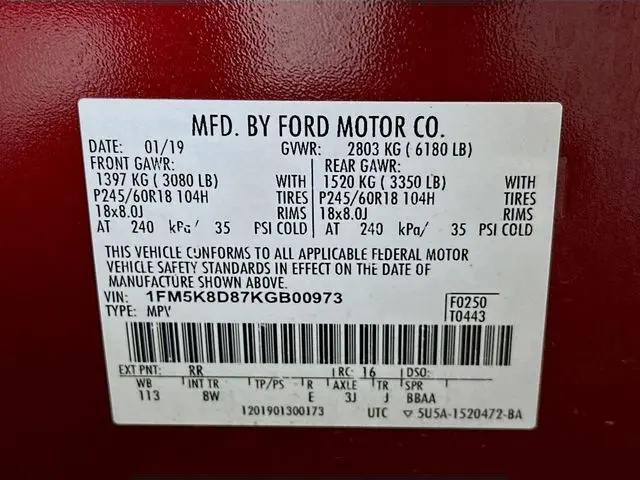 MFD. BY FORD MOTOR CO.
DATE: 01/19 GVWR: 2803 KG ( 6180 LB)
FRONT GAWR: REAR GAWR:
1397 KG ( 3080 LB) WITH 1520 KG ( 3350 LB) WITH
P245/60R18 104H TIRES P245/60R18 104H TIRES
18x8.0J RIMS 18x8.0J RIMS
AT 240 kPa/ 35 PSI COLD AT 240 kPa/ 35 PSI COLD
THIS VEHICLE CONFORMS TO ALL APPLICABLE FEDERAL MOTOR
VEHICLE SAFETY STANDARDS IN EFFECT ON THE DATE OF
MANUFACTURE SHOWN ABOVE.
VIN: 1FM5K8D87KGB00973 F0250
TYPE: MPV T0443
EXT PNT: RR RC: 16 DSO:
WB INT TR TP/PS R AXLE TR SPR
113 8W E 3J J BBAA
1201901300173 UTC 5U5A-1520472-BA